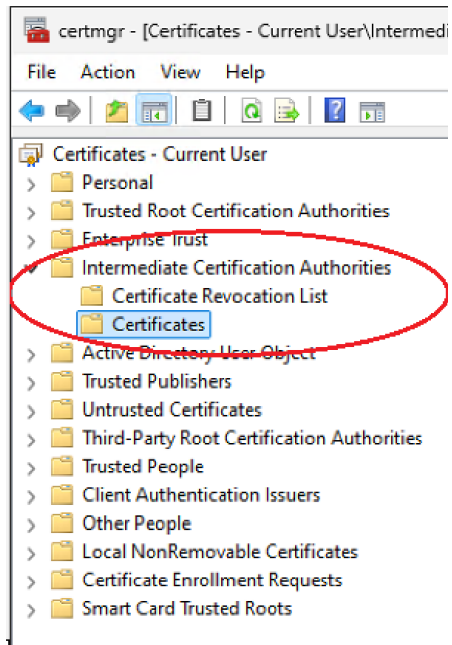 certmgr - [Certificates - Current User\Intermedi
File Action View Help
Certificates - Current User
Personal
Trusted Root Certification Authorities
Enterprise Trust
Intermediate Certification Authorities
Certificate Revocation List
Certificates
Active Directory User Object
Trusted Publishers
Untrusted Certificates
Third-Party Root Certification Authorities
Trusted People
Client Authentication Issuers
Other People
Local NonRemovable Certificates
Certificate Enrollment Requests
Smart Card Trusted Roots